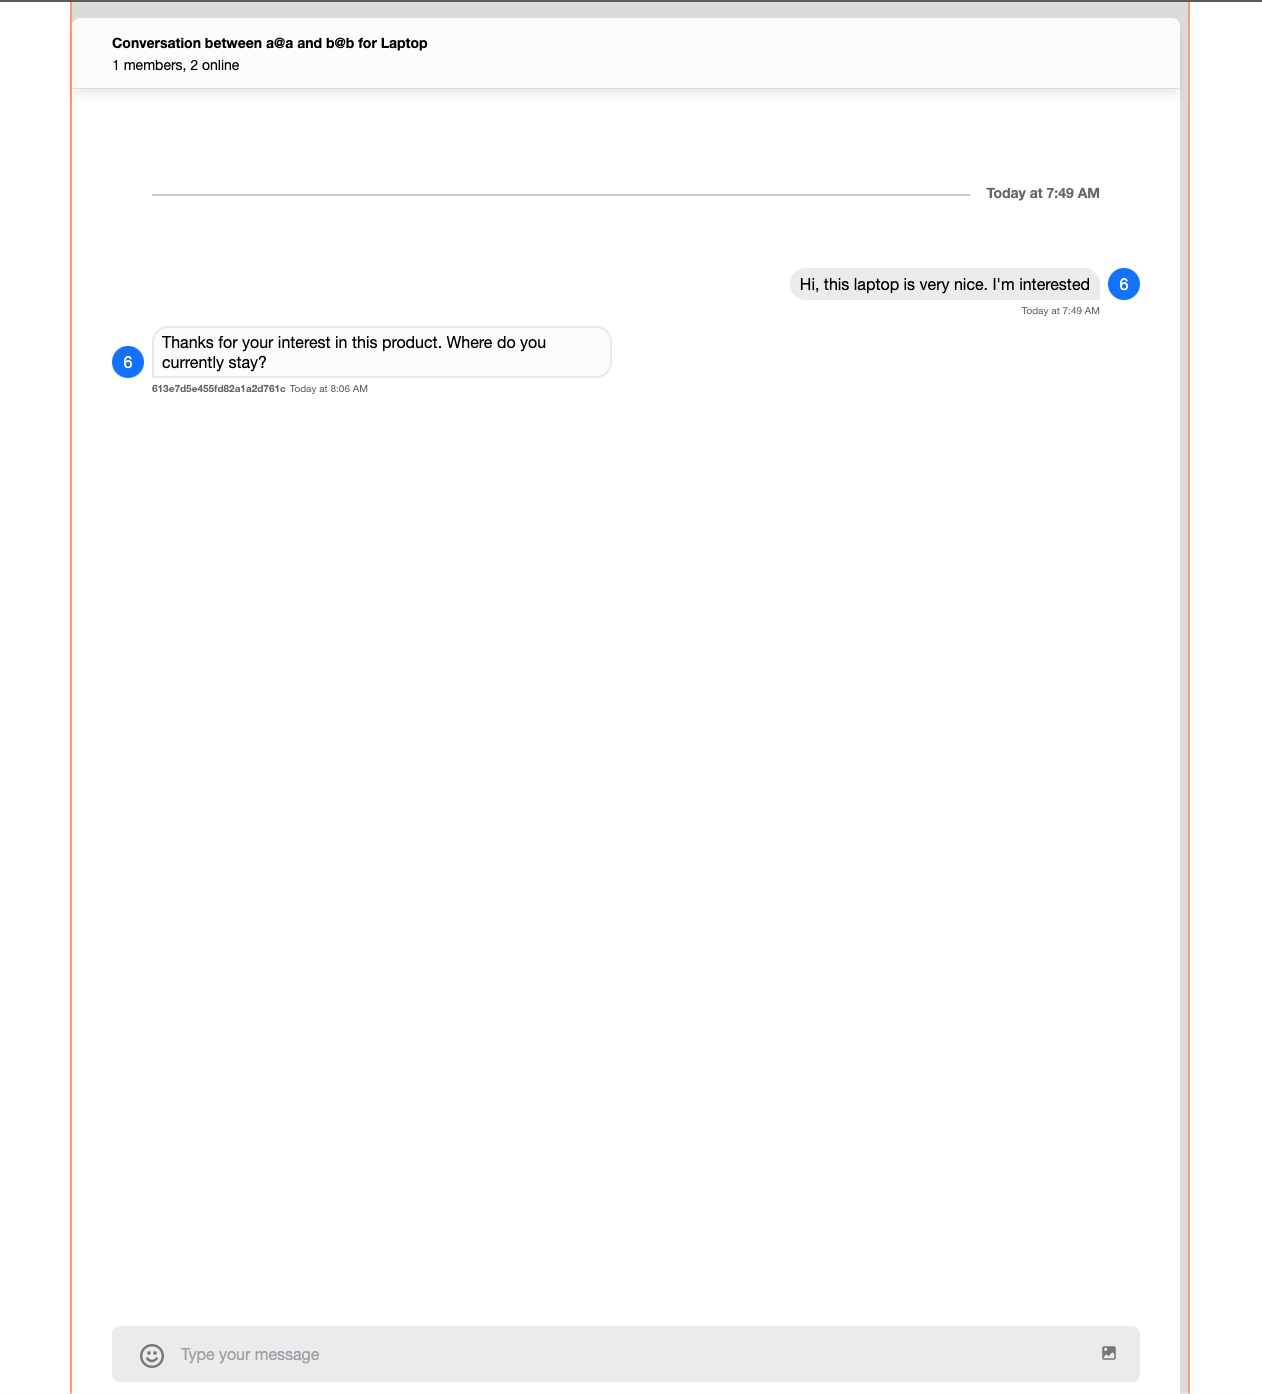 Conversation between a@a and b@b for Laptop
1 members, 2 online
Today at 7:49 AM
Hi, this laptop is very nice. I'm interested
6
Today at 7:49 AM
Thanks for your interest in this product. Where do you
currently stay?
6
613e7d5e455fd82a1a2d761c Today at 8:06 AM
Type your message